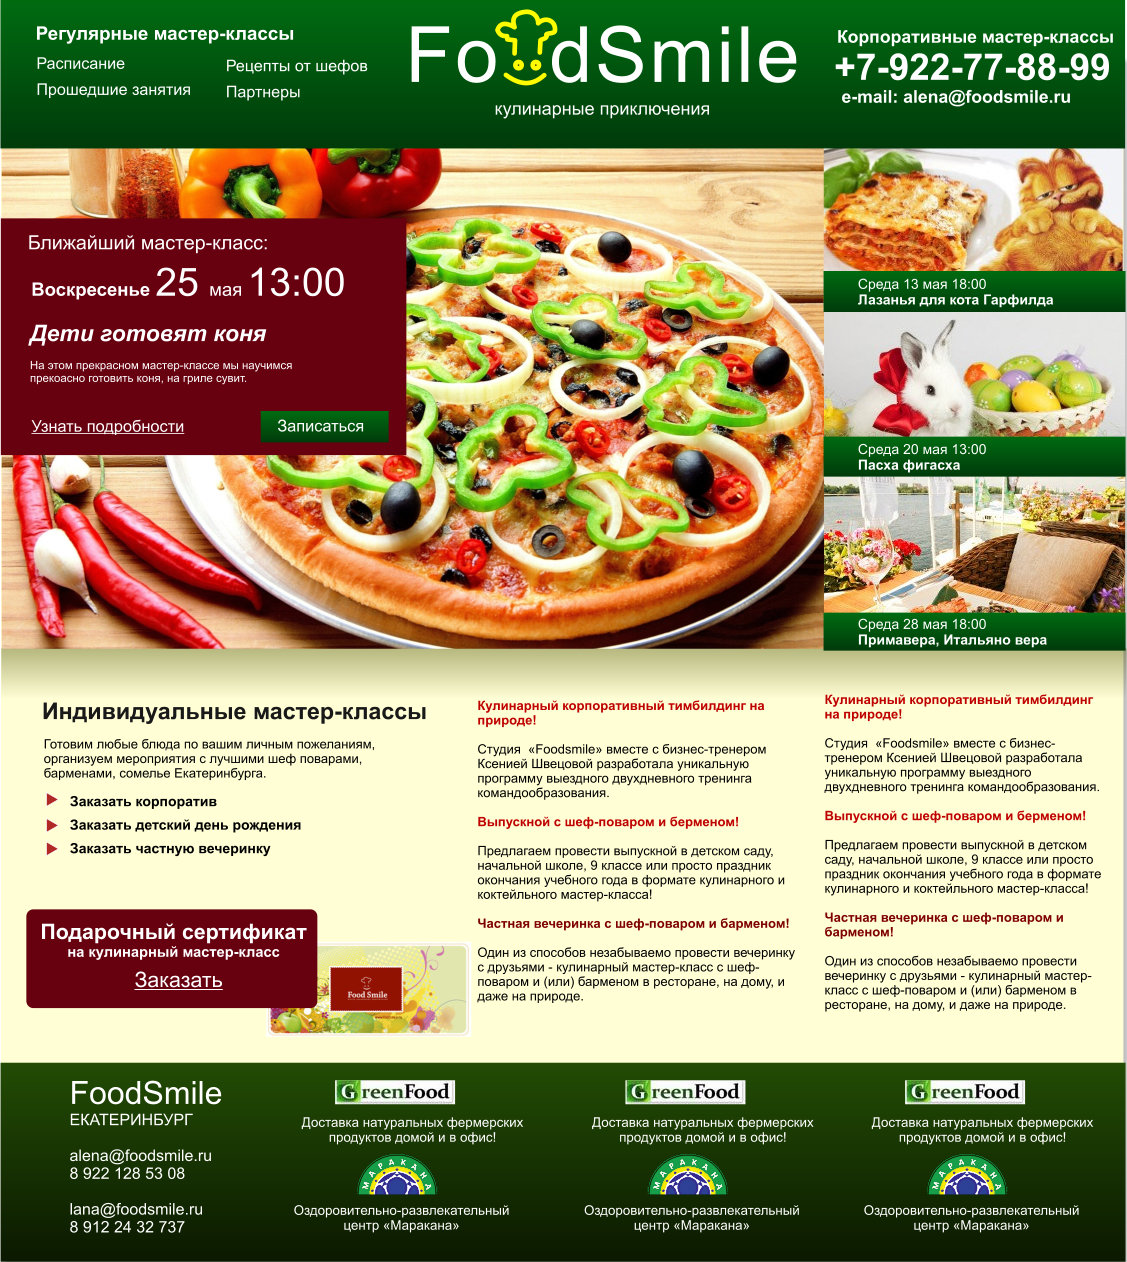 Регулярные мастер-классы
Расписание
Прошедшие занятия
Рецепты от шефов
Партнеры
FoodSmile
кулинарные приключения
Корпоративные мастер-классы
+7-922-77-88-99
e-mail: alena@foodsmile.ru
Ближайший мастер-класс:
Воскресенье 25 мая 13:00
Дети готовят коня
На этом прекрасном мастер-классе мы научимся
прекоасно готовить коня, на гриле сувит.
Узнать подробности
Записаться
Среда 13 мая 18:00
Лазанья для кота Гарфилда
Среда 20 мая 13:00
Пасха фигасха
Среда 28 мая 18:00
Примавера, Итальяно вера
Индивидуальные мастер-классы
Готовим любые блюда по вашим личным пожеланиям,
организуем мероприятия с лучшими шеф поварами,
барменами, сомелье Екатеринбурга.
Заказать корпоратив
Заказать детский день рождения
Заказать частную вечеринку
Подарочный сертификат
на кулинарный мастер-класс
Заказать
Food Smile
Кулинарный корпоративный тимбилдинг на
природе!
Студия «Foodsmile» вместе с бизнес-тренером
Ксенией Швецовой разработала уникальную
программу выездного двухдневного тренинга
командообразования.
Выпускной с шеф-поваром и берменом!
Предлагаем провести выпускной в детском саду,
начальной школе, 9 классе или просто праздник
окончания учебного года в формате кулинарного и
коктейльного мастер-класса!
Частная вечеринка с шеф-поваром и барменом!
Один из способов незабываемо провести вечеринку
с друзьями - кулинарный мастер-класс с шеф-
поваром и (или) барменом в ресторане, на дому, и
даже на природе.
Кулинарный корпоративный тимбилдинг
на природе!
Студия «Foodsmile» вместе с бизнес-
тренером Ксенией Швецовой разработала
уникальную программу выездного
двухдневного тренинга командообразования.
Выпускной с шеф-поваром и берменом!
Предлагаем провести выпускной в детском
саду, начальной школе, 9 классе или просто
праздник окончания учебного года в формате
кулинарного и коктейльного мастер-класса!
Частная вечеринка с шеф-поваром и
барменом!
Один из способов незабываемо провести
вечеринку с друзьями - кулинарный мастер-
класс с шеф-поваром и (или) барменом в
ресторане, на дому, и даже на природе.
FoodSmile
ЕКАТЕРИНБУРГ
alena@foodsmile.ru
8 922 128 53 08
lana@foodsmile.ru
8 912 24 32 737
GreenFood
Доставка натуральных фермерских
продуктов домой и в офис!
МАРАКАНА
Оздоровительно-развлекательный
центр «Маракана»
GreenFood
Доставка натуральных фермерских
продуктов домой и в офис!
МАРАКАНА
Оздоровительно-развлекательный
центр «Маракана»
GreenFood
Доставка натуральных фермерских
продуктов домой и в офис!
МАРАКАНА
Оздоровительно-развлекательный
центр «Маракана»